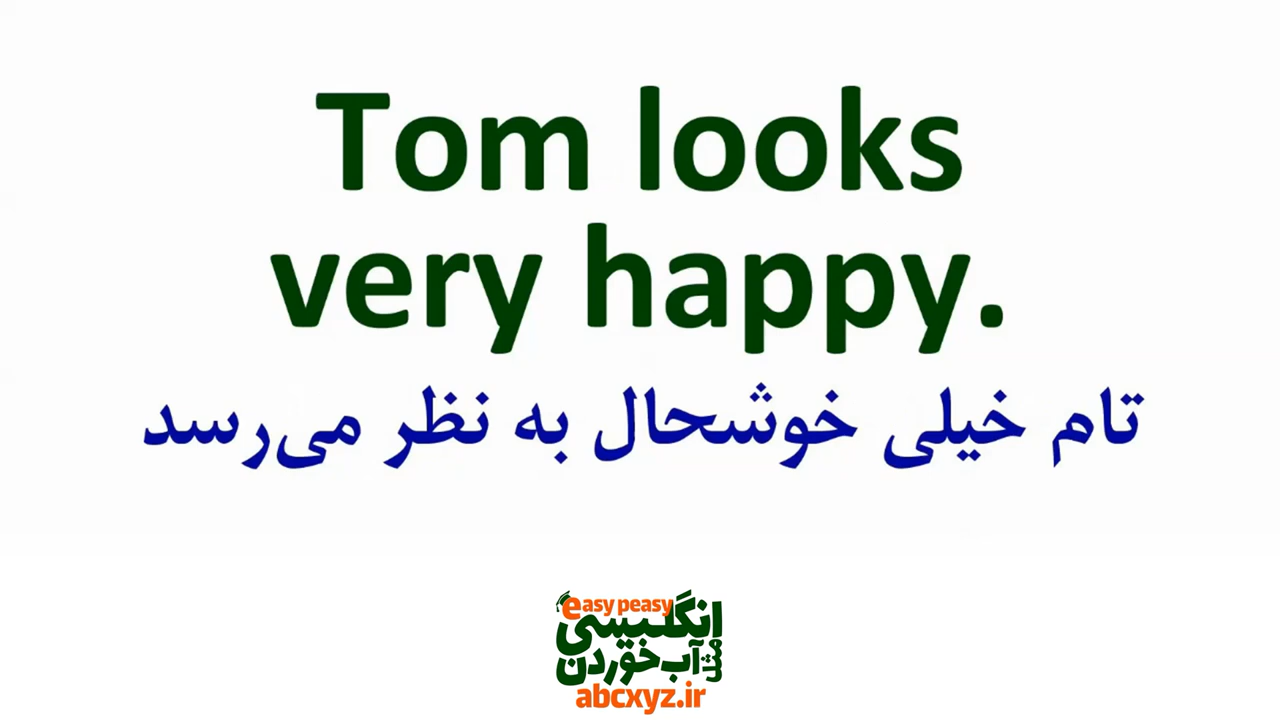 Tom looks
very happy.
تام خیلی خوشحال به نظر می‌رسد
easy peasy
انگلیسی
مثل
آب خوردن
abcxyz.ir